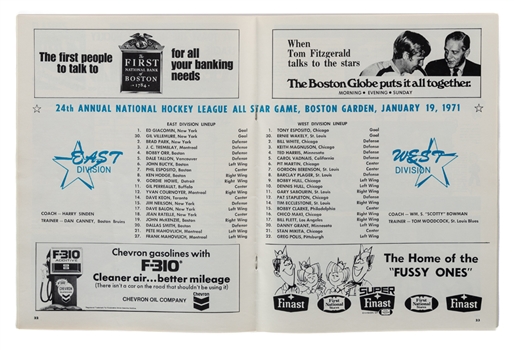 The first people to talk to
The FIRST NATIONAL BANK of BOSTON
1784
for all your banking needs
When Tom Fitzgerald talks to the stars
The Boston Globe puts it all together.
MORNING • EVENING • SUNDAY
24th ANNUAL NATIONAL HOCKEY LEAGUE ALL STAR GAME, BOSTON GARDEN, JANUARY 19, 1971
EAST DIVISION
EAST DIVISION LINEUP
1. ED GIACOMIN, New York Goal
30. GIL VILLEMURE, New York Goal
2. BRAD PARK, New York Defense
3. J. C. TREMBLAY, Montreal Defense
4. BOBBY ORR, Boston Defense
5. DALE TALLON, Vancouver Defense
6. JOHN BUCYK, Boston Left Wing
7. PHIL ESPOSITO, Boston Center
8. KEN HODGE, Boston Right Wing
9. GORDIE HOWE, Detroit Right Wing
11. GIL PERREAULT, Buffalo Center
12. YVAN COURNOYER, Montreal Right Wing
14. DAVE KEON, Toronto Center
15. JIM NEILSON, New York Defense
17. DAVE BALON, New York Left Wing
18. JEAN RATELLE, New York Center
20. JOHN McKENZIE, Boston Right Wing
26. DALLAS SMITH, Boston Defense
21. PETE MAHOVLICH, Montreal Left Wing
27. FRANK MAHOVLICH, Montreal Left Wing
COACH – HARRY SINDEN
TRAINER – DAN CANNEY, Boston Bruins
WEST DIVISION LINEUP
WEST DIVISION
TONY ESPOSITO, Chicago Goal
30. ERNIE WAKELY, St. Louis Goal
2. BILL WHITE, Chicago Defense
3. KEITH MAGNUSON, Chicago Defense
4. TED HARRIS, Minnesota Defense
5. CAROL VADNAIS, California Defense
PIT MARTIN, Chicago Center
7. GORDON BERENSON, St. Louis Center
8. BARCLAY PLAGER, St. Louis Defense
9. BOBBY HULL, Chicago Left Wing
10. DENNIS HULL, Chicago Left Wing
11. GARY SABOURIN, St. Louis Right Wing
PAT STAPLETON, Chicago Defense
TIM ECCLESTONE, St. Louis Left Wing
BOBBY CLARKE, Philadelphia Center
16. CHICO MAKI, Chicago Right Wing
17. BILL FLETT, Los Angeles Right Wing
20. DANNY GRANT, Minnesota Left Wing
21. STAN MIKITA, Chicago Center
GREG POLIS, Pittsburgh Left Wing
COACH – WM. S. "SCOTTY" BOWMAN
TRAINER – TOM WOODCOCK, St. Louis Blues
F-310
Chevron gasolines with
F-310
Cleaner air...better mileage
(There isn't a car on the road that shouldn't be using it)
CHEVRON OIL COMPANY
Chevron
The Home of the "FUSSY ONES"
Finast
First National Stores
SUPER Finast
First National Stores
Finast